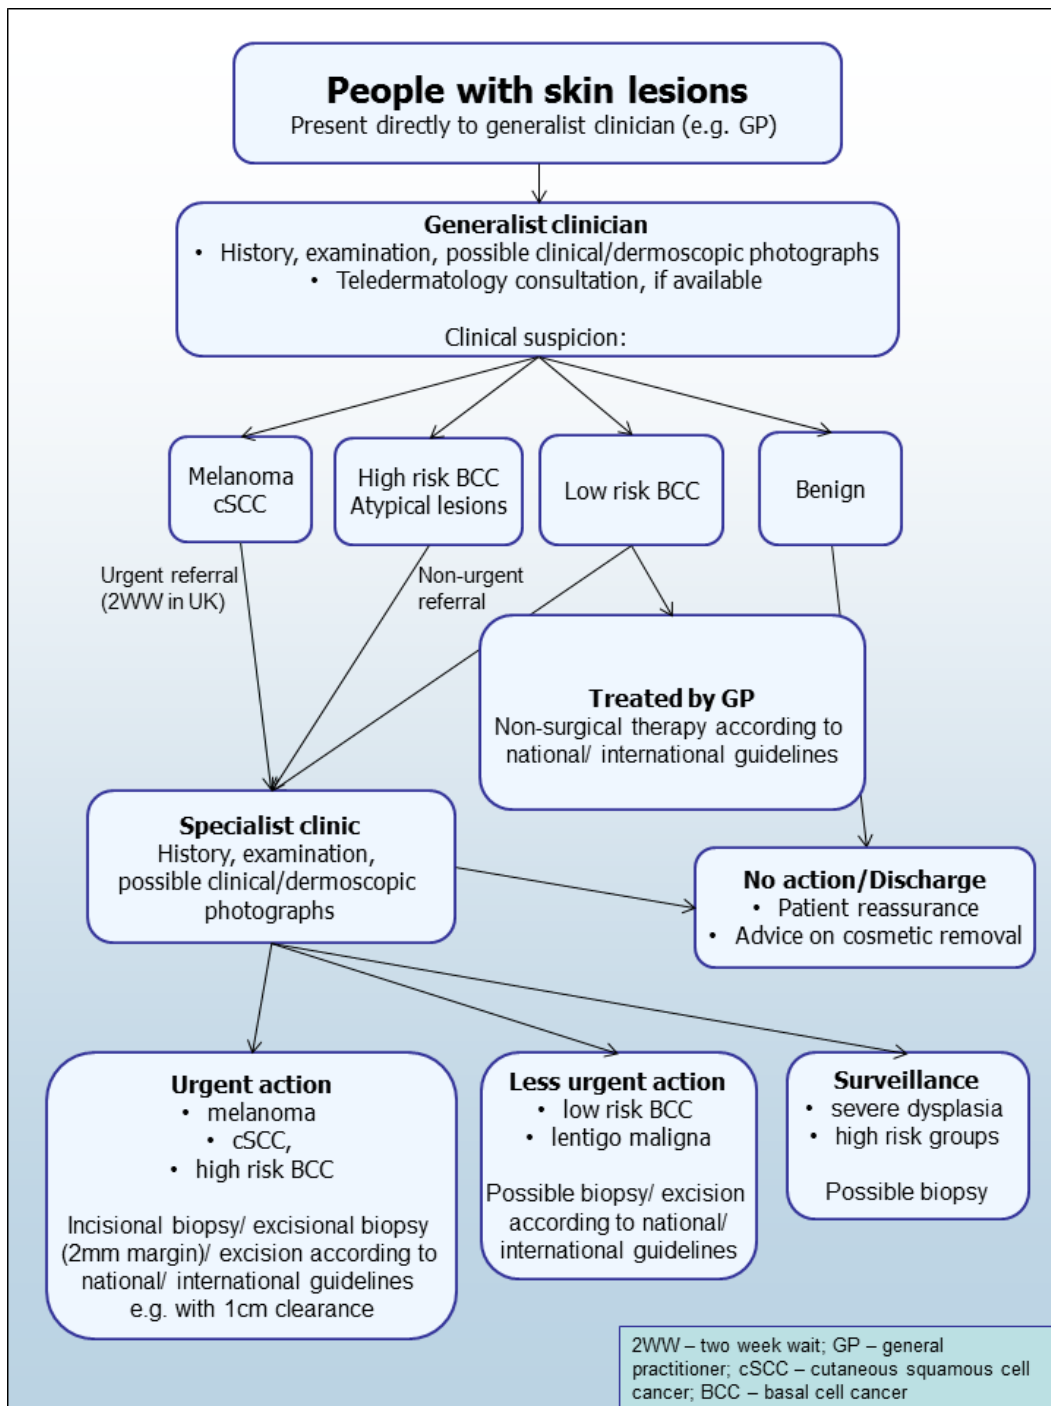 People with skin lesions
Present directly to generalist clinician (e.g. GP)
Generalist clinician
• History, examination, possible clinical/dermoscopic photographs
• Teledermatology consultation, if available
Clinical suspicion:
Melanoma
cSCC
High risk BCC
Atypical lesions
Low risk BCC
Benign
Urgent referral
(2WW in UK)
Non-urgent
referral
Treated by GP
Non-surgical therapy according to
national/ international guidelines
Specialist clinic
History, examination,
possible clinical/dermoscopic
photographs
No action/Discharge
• Patient reassurance
• Advice on cosmetic removal
Urgent action
• melanoma
• cSCC,
• high risk BCC
Incisional biopsy/ excisional biopsy
(2mm margin)/ excision according to
national/ international guidelines
e.g. with 1cm clearance
Less urgent action
• low risk BCC
• lentigo maligna
Possible biopsy/ excision
according to national/
international guidelines
Surveillance
• severe dysplasia
• high risk groups
Possible biopsy
2WW – two week wait; GP – general
practitioner; cSCC – cutaneous squamous cell
cancer; BCC – basal cell cancer